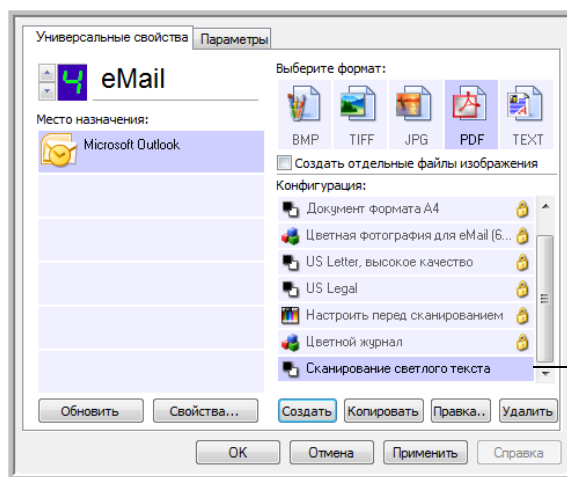 Универсальные свойства Параметры
4 eMail
Место назначения:
Microsoft Outlook
Выберите формат:
BMP TIFF JPG PDF TEXT
Создать отдельные файлы изображения
Конфигурация:
Документ формата A4
Цветная фотография для eMail (6...
US Letter, высокое качество
US Legal
Настроить перед сканированием
Цветной журнал
Сканирование светлого текста
Обновить Свойства... Создать Копировать Правка.. Удалить
OK Отмена Применить Справка